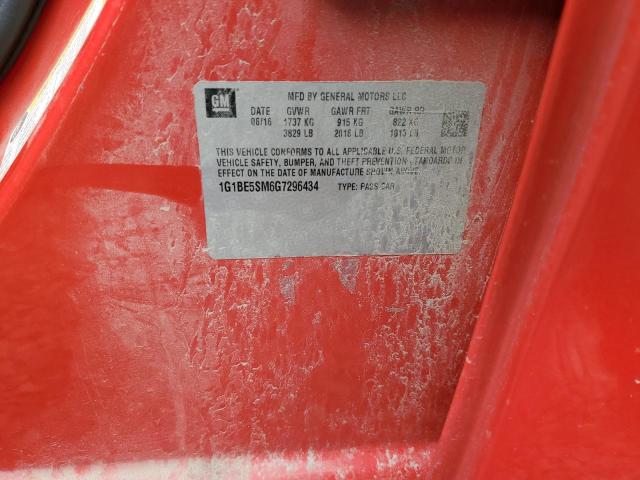 GM
MFD BY GENERAL MOTORS LLC
DATE GVWR GAWR FRT GAWR RR
06/16 1737 KG 915 KG 822 KG
3829 LB 2018 LB 1813 LB
THIS VEHICLE CONFORMS TO ALL APPLICABLE U.S. FEDERAL MOTOR
VEHICLE SAFETY, BUMPER, AND THEFT PREVENTION STANDARDS IN
EFFECT ON THE DATE OF MANUFACTURE SHOWN ABOVE
1G1BE5SM6G7296434 TYPE: PASS CAR